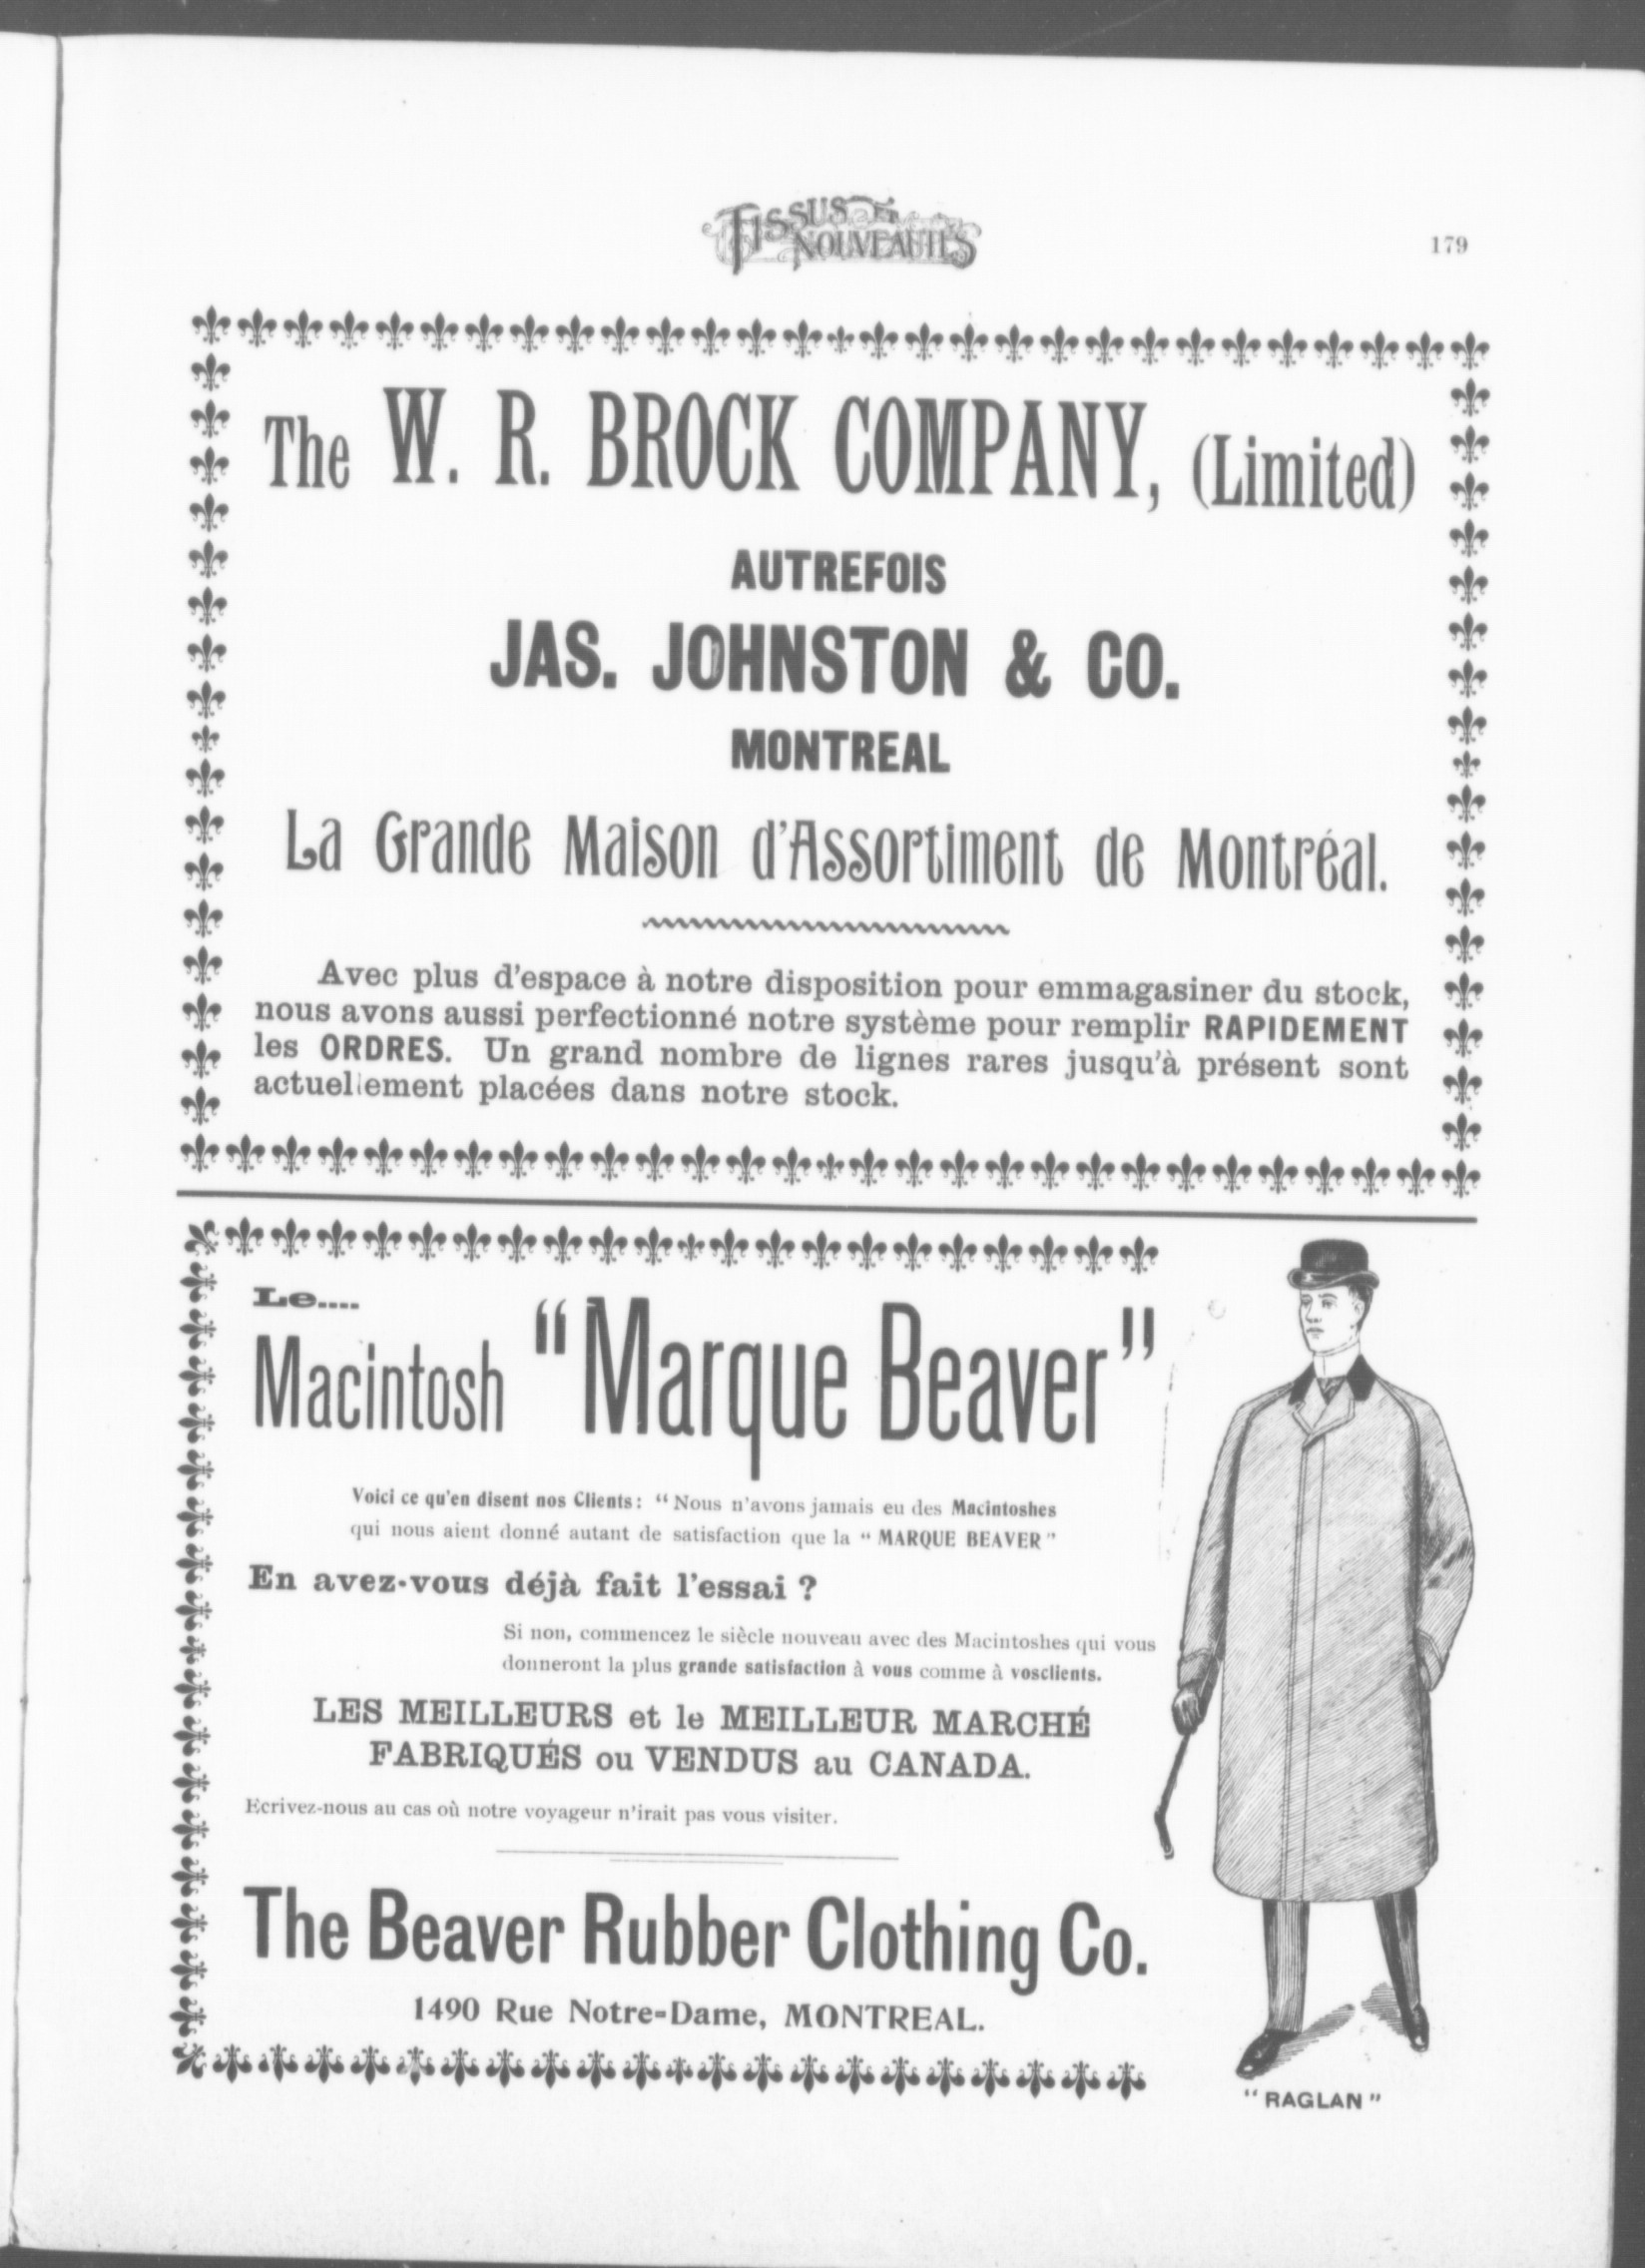 TISSUS ET
NOUVEAUTES
179
The W. R. BROCK COMPANY, (Limited)
AUTREFOIS
JAS. JOHNSTON & CO.
MONTREAL
La Grande Maison d'Assortiment de Montréal.
Avec plus d'espace à notre disposition pour emmagasiner du stock,
nous avons aussi perfectionné notre système pour remplir RAPIDEMENT
les ORDRES. Un grand nombre de lignes rares jusqu'à présent sont
actuellement placées dans notre stock.
Le....
Macintosh "Marque Beaver"
Voici ce qu'en disent nos Clients: "Nous n'avons jamais eu des Macintoshes
qui nous aient donné autant de satisfaction que la "MARQUE BEAVER"
En avez-vous déjà fait l'essai ?
Si non, commencez le siècle nouveau avec des Macintoshes qui vous
donneront la plus grande satisfaction à vous comme à vosclients.
LES MEILLEURS et le MEILLEUR MARCHÉ
FABRIQUÉS ou VENDUS au CANADA.
Ecrivez-nous au cas où notre voyageur n'irait pas vous visiter.
The Beaver Rubber Clothing Co.
1490 Rue Notre-Dame, MONTREAL.
"RAGLAN"